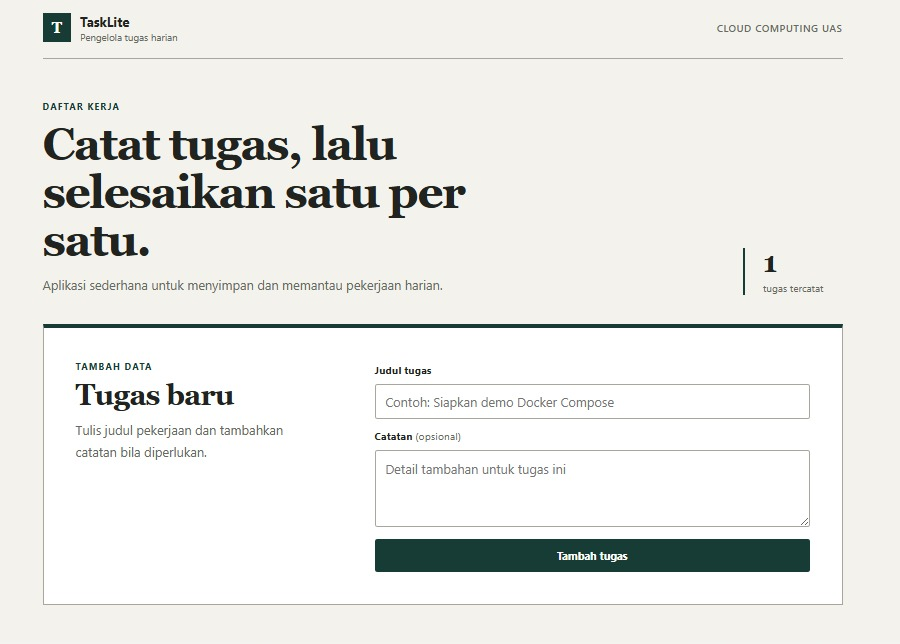 T
TaskLite
Pengelola tugas harian
CLOUD COMPUTING UAS
DAFTAR KERJA
Catat tugas, lalu
selesaikan satu per
satu.
Aplikasi sederhana untuk menyimpan dan memantau pekerjaan harian.
1
tugas tercatat
TAMBAH DATA
Tugas baru
Tulis judul pekerjaan dan tambahkan
catatan bila diperlukan.
Judul tugas
Contoh: Siapkan demo Docker Compose
Catatan (opsional)
Detail tambahan untuk tugas ini
Tambah tugas